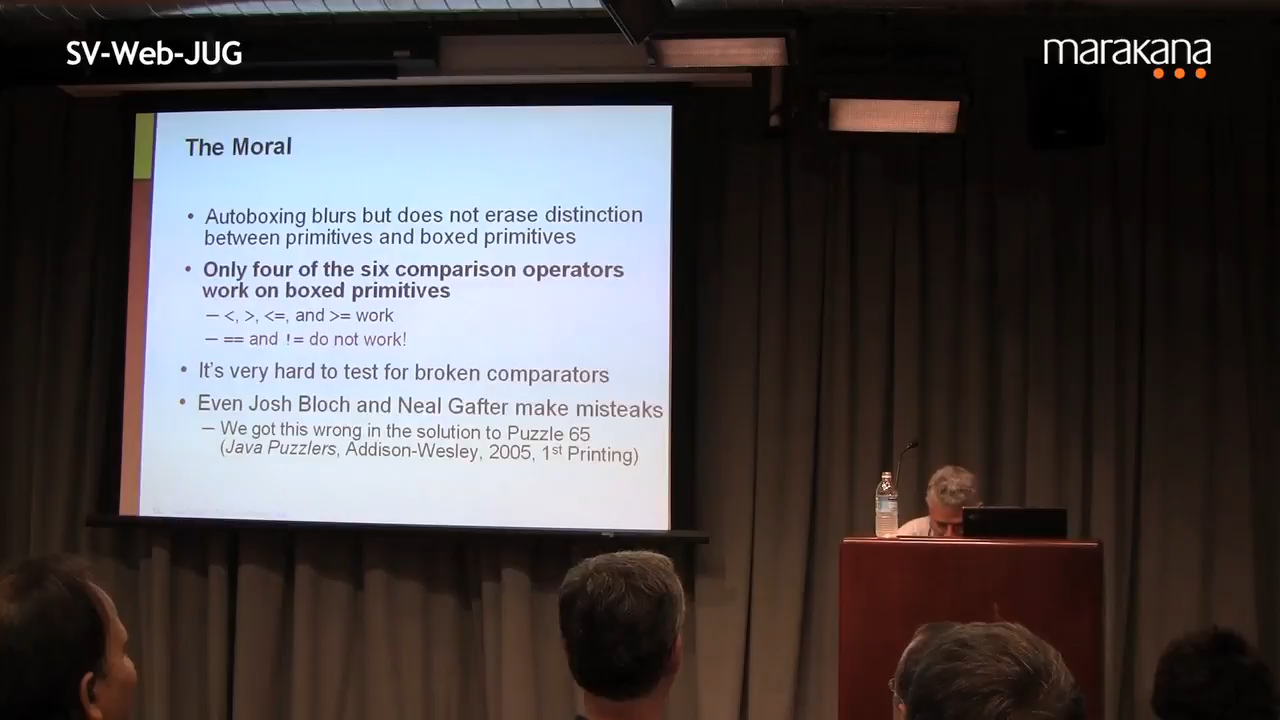 SV-Web-JUG
marakana
The Moral
• Autoboxing blurs but does not erase distinction
between primitives and boxed primitives
• Only four of the six comparison operators
work on boxed primitives
– <, >, <=, and >= work
– == and != do not work!
• It's very hard to test for broken comparators
• Even Josh Bloch and Neal Gafter make misteaks
– We got this wrong in the solution to Puzzle 65
(Java Puzzlers, Addison-Wesley, 2005, 1st Printing)